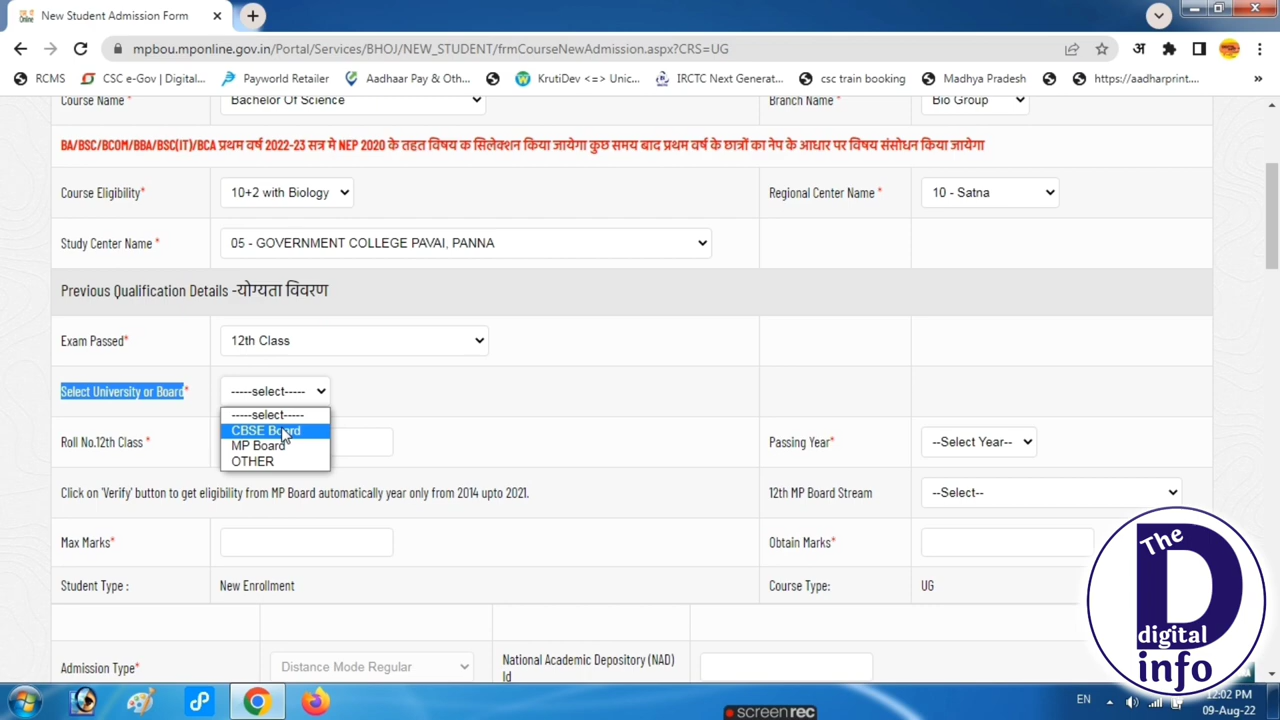 New Student Admission Form
mpbou.mponline.gov.in/Portal/Services/BHOJ/NEW_STUDENT/frmCourseNewAdmission.aspx?CRS=UG
अ
RCMS CSC e-Gov | Digital... Payworld Retailer Aadhaar Pay & Oth... KrutiDev <=> Unic... IRCTC Next Generat... csc train booking Madhya Pradesh https://aadharprint.... »
Course Name * Bachelor Of Science Branch Name * Bio Group
BA/BSC/BCOM/BBA/BSC(IT)/BCA प्रथम वर्ष 2022-23 सत्र मे NEP 2020 के तहत विषय क सिलेक्शन किया जायेगा कुछ समय बाद प्रथम वर्ष के छात्रों का नेप के आधार पर विषय संसोधन किया जायेगा
Course Eligibility* 10+2 with Biology Regional Center Name * 10 - Satna
Study Center Name * 05 - GOVERNMENT COLLEGE PAVAI, PANNA
Previous Qualification Details -योग्यता विवरण
Exam Passed* 12th Class
Select University or Board* -----select-----
-----select-----
CBSE Board
MP Board
OTHER
Roll No.12th Class * Passing Year* --Select Year--
Click on 'Verify' button to get eligibility from MP Board automatically year only from 2014 upto 2021. 12th MP Board Stream --Select--
Max Marks* Obtain Marks*
Student Type : New Enrollment Course Type: UG
Admission Type* Distance Mode Regular National Academic Depository (NAD)
Id
The
D
digital
info
EN 12:02 PM
09-Aug-22
screenrec